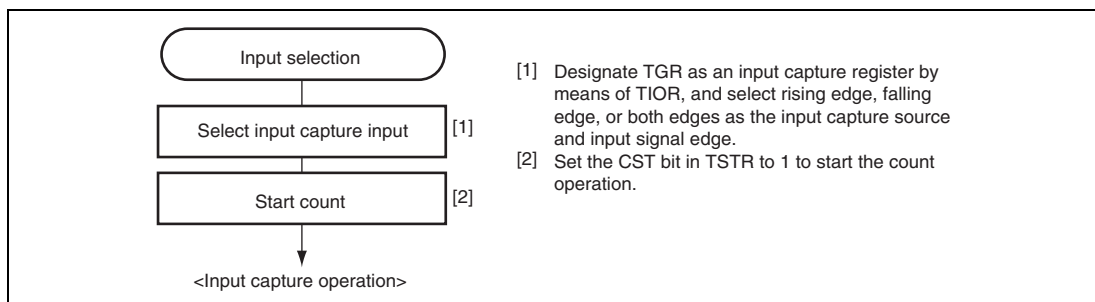 Input selection
Select input capture input [1]
Start count [2]
<Input capture operation>
[1] Designate TGR as an input capture register by
means of TIOR, and select rising edge, falling
edge, or both edges as the input capture source
and input signal edge.
[2] Set the CST bit in TSTR to 1 to start the count
operation.